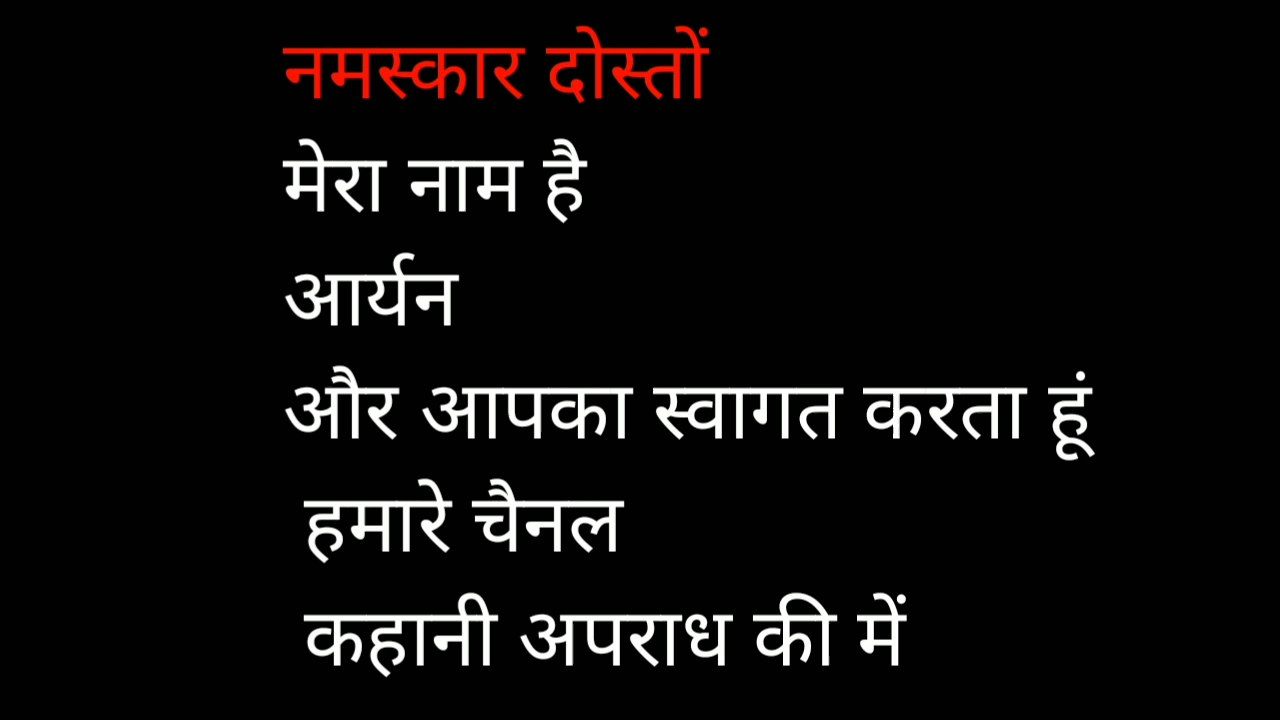 नमस्कार दोस्तों
मेरा नाम है
आर्यन
और आपका स्वागत करता हूं
हमारे चैनल
कहानी अपराध की में